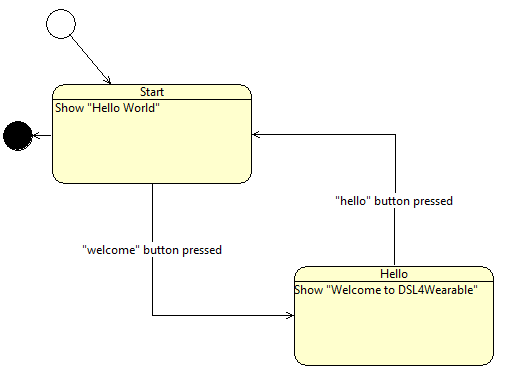 Start
Show "Hello World"
"hello" button pressed
"welcome" button pressed
Hello
Show "Welcome to DSL4Wearable"